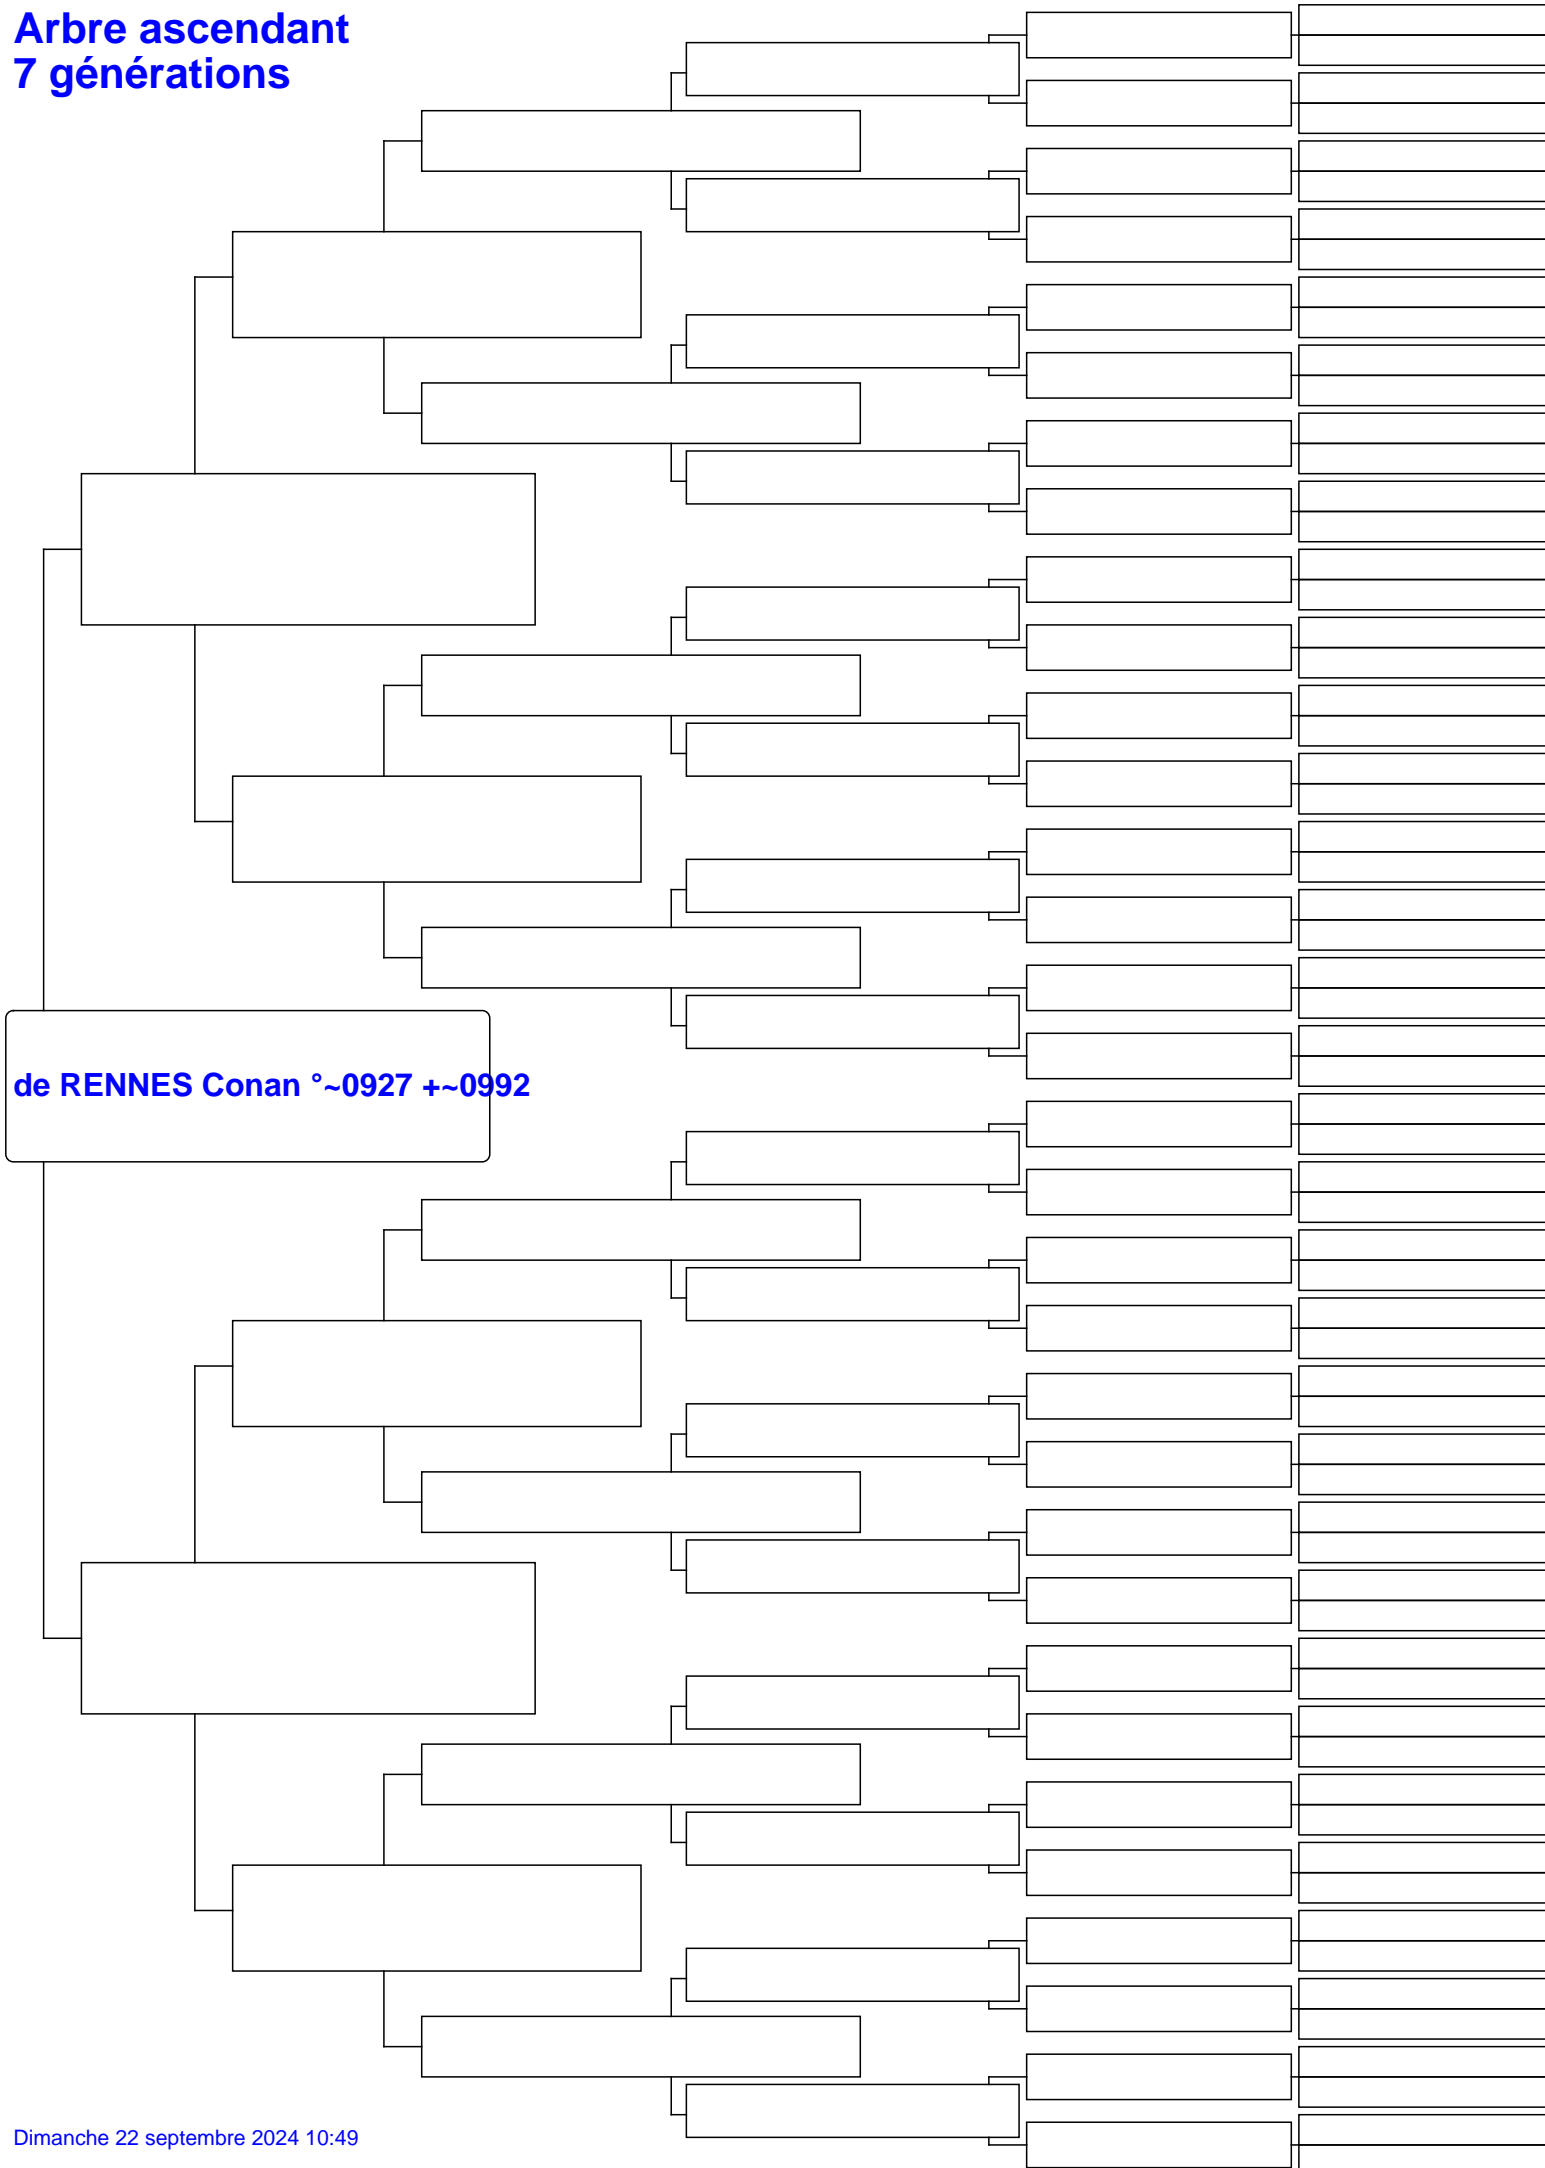 Arbre ascendant
7 générations
de RENNES Conan °~0927 +~0992
Dimanche 22 septembre 2024 10:49